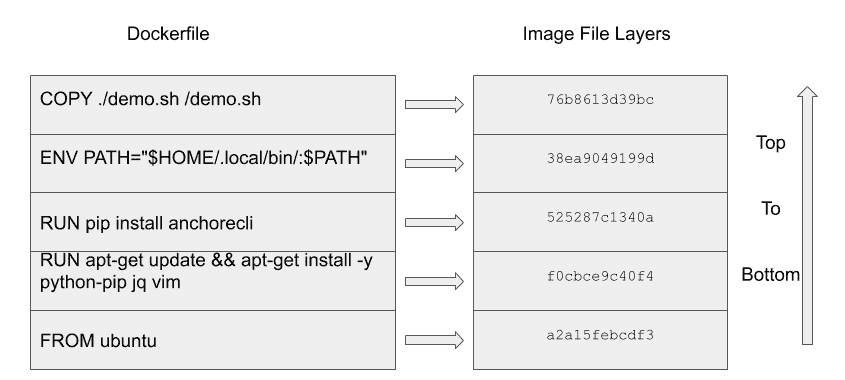 Dockerfile
Image File Layers
COPY ./demo.sh /demo.sh
76b8613d39bc
ENV PATH="$HOME/.local/bin/:$PATH"
38ea9049199d
Top
RUN pip install anchorecli
525287c1340a
To
RUN apt-get update && apt-get install -y
python-pip jq vim
f0cbce9c40f4
Bottom
FROM ubuntu
a2a15febcdf3